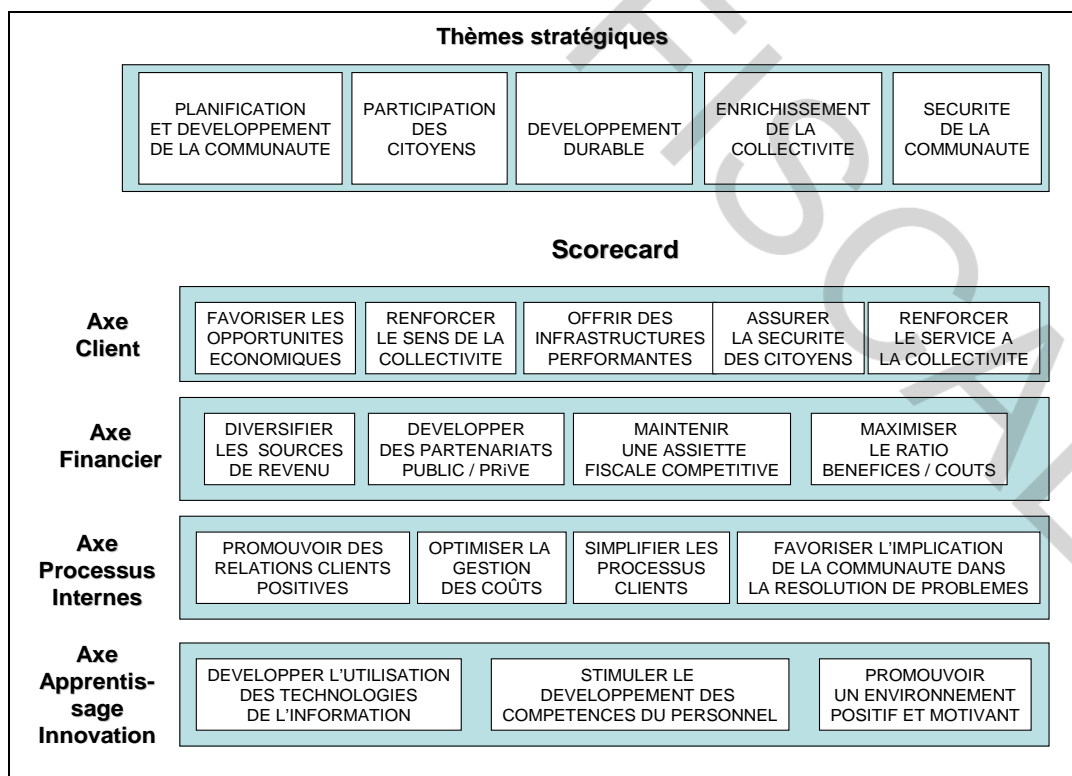 Thèmes stratégiques
PLANIFICATION
ET DEVELOPPEMENT
DE LA COMMUNAUTE
PARTICIPATION
DES
CITOYENS
DEVELOPPEMENT
DURABLE
ENRICHISSEMENT
DE LA
COLLECTIVITE
SECURITE
DE LA
COMMUNAUTE
Scorecard
Axe
Client
FAVORISER LES
OPPORTUNITES
ECONOMIQUES
RENFORCER
LE SENS DE LA
COLLECTIVITE
OFFRIR DES
INFRASTRUCTURES
PERFORMANTES
ASSURER
LA SECURITE
DES CITOYENS
RENFORCER
LE SERVICE A
LA COLLECTIVITE
Axe
Financier
DIVERSIFIER
LES SOURCES
DE REVENU
DEVELOPPER
DES PARTENARIATS
PUBLIC / PRiVE
MAINTENIR
UNE ASSIETTE
FISCALE COMPETITIVE
MAXIMISER
LE RATIO
BENEFICES / COUTS
Axe
Processus
Internes
PROMOUVOIR DES
RELATIONS CLIENTS
POSITIVES
OPTIMISER LA
GESTION
DES COÛTS
SIMPLIFIER LES
PROCESSUS
CLIENTS
FAVORISER L'IMPLICATION
DE LA COMMUNAUTE DANS
LA RESOLUTION DE PROBLEMES
Axe
Apprentis-
sage
Innovation
DEVELOPPER L'UTILISATION
DES TECHNOLOGIES
DE L'INFORMATION
STIMULER LE
DEVELOPPEMENT DES
COMPETENCES DU PERSONNEL
PROMOUVOIR
UN ENVIRONNEMENT
POSITIF ET MOTIVANT